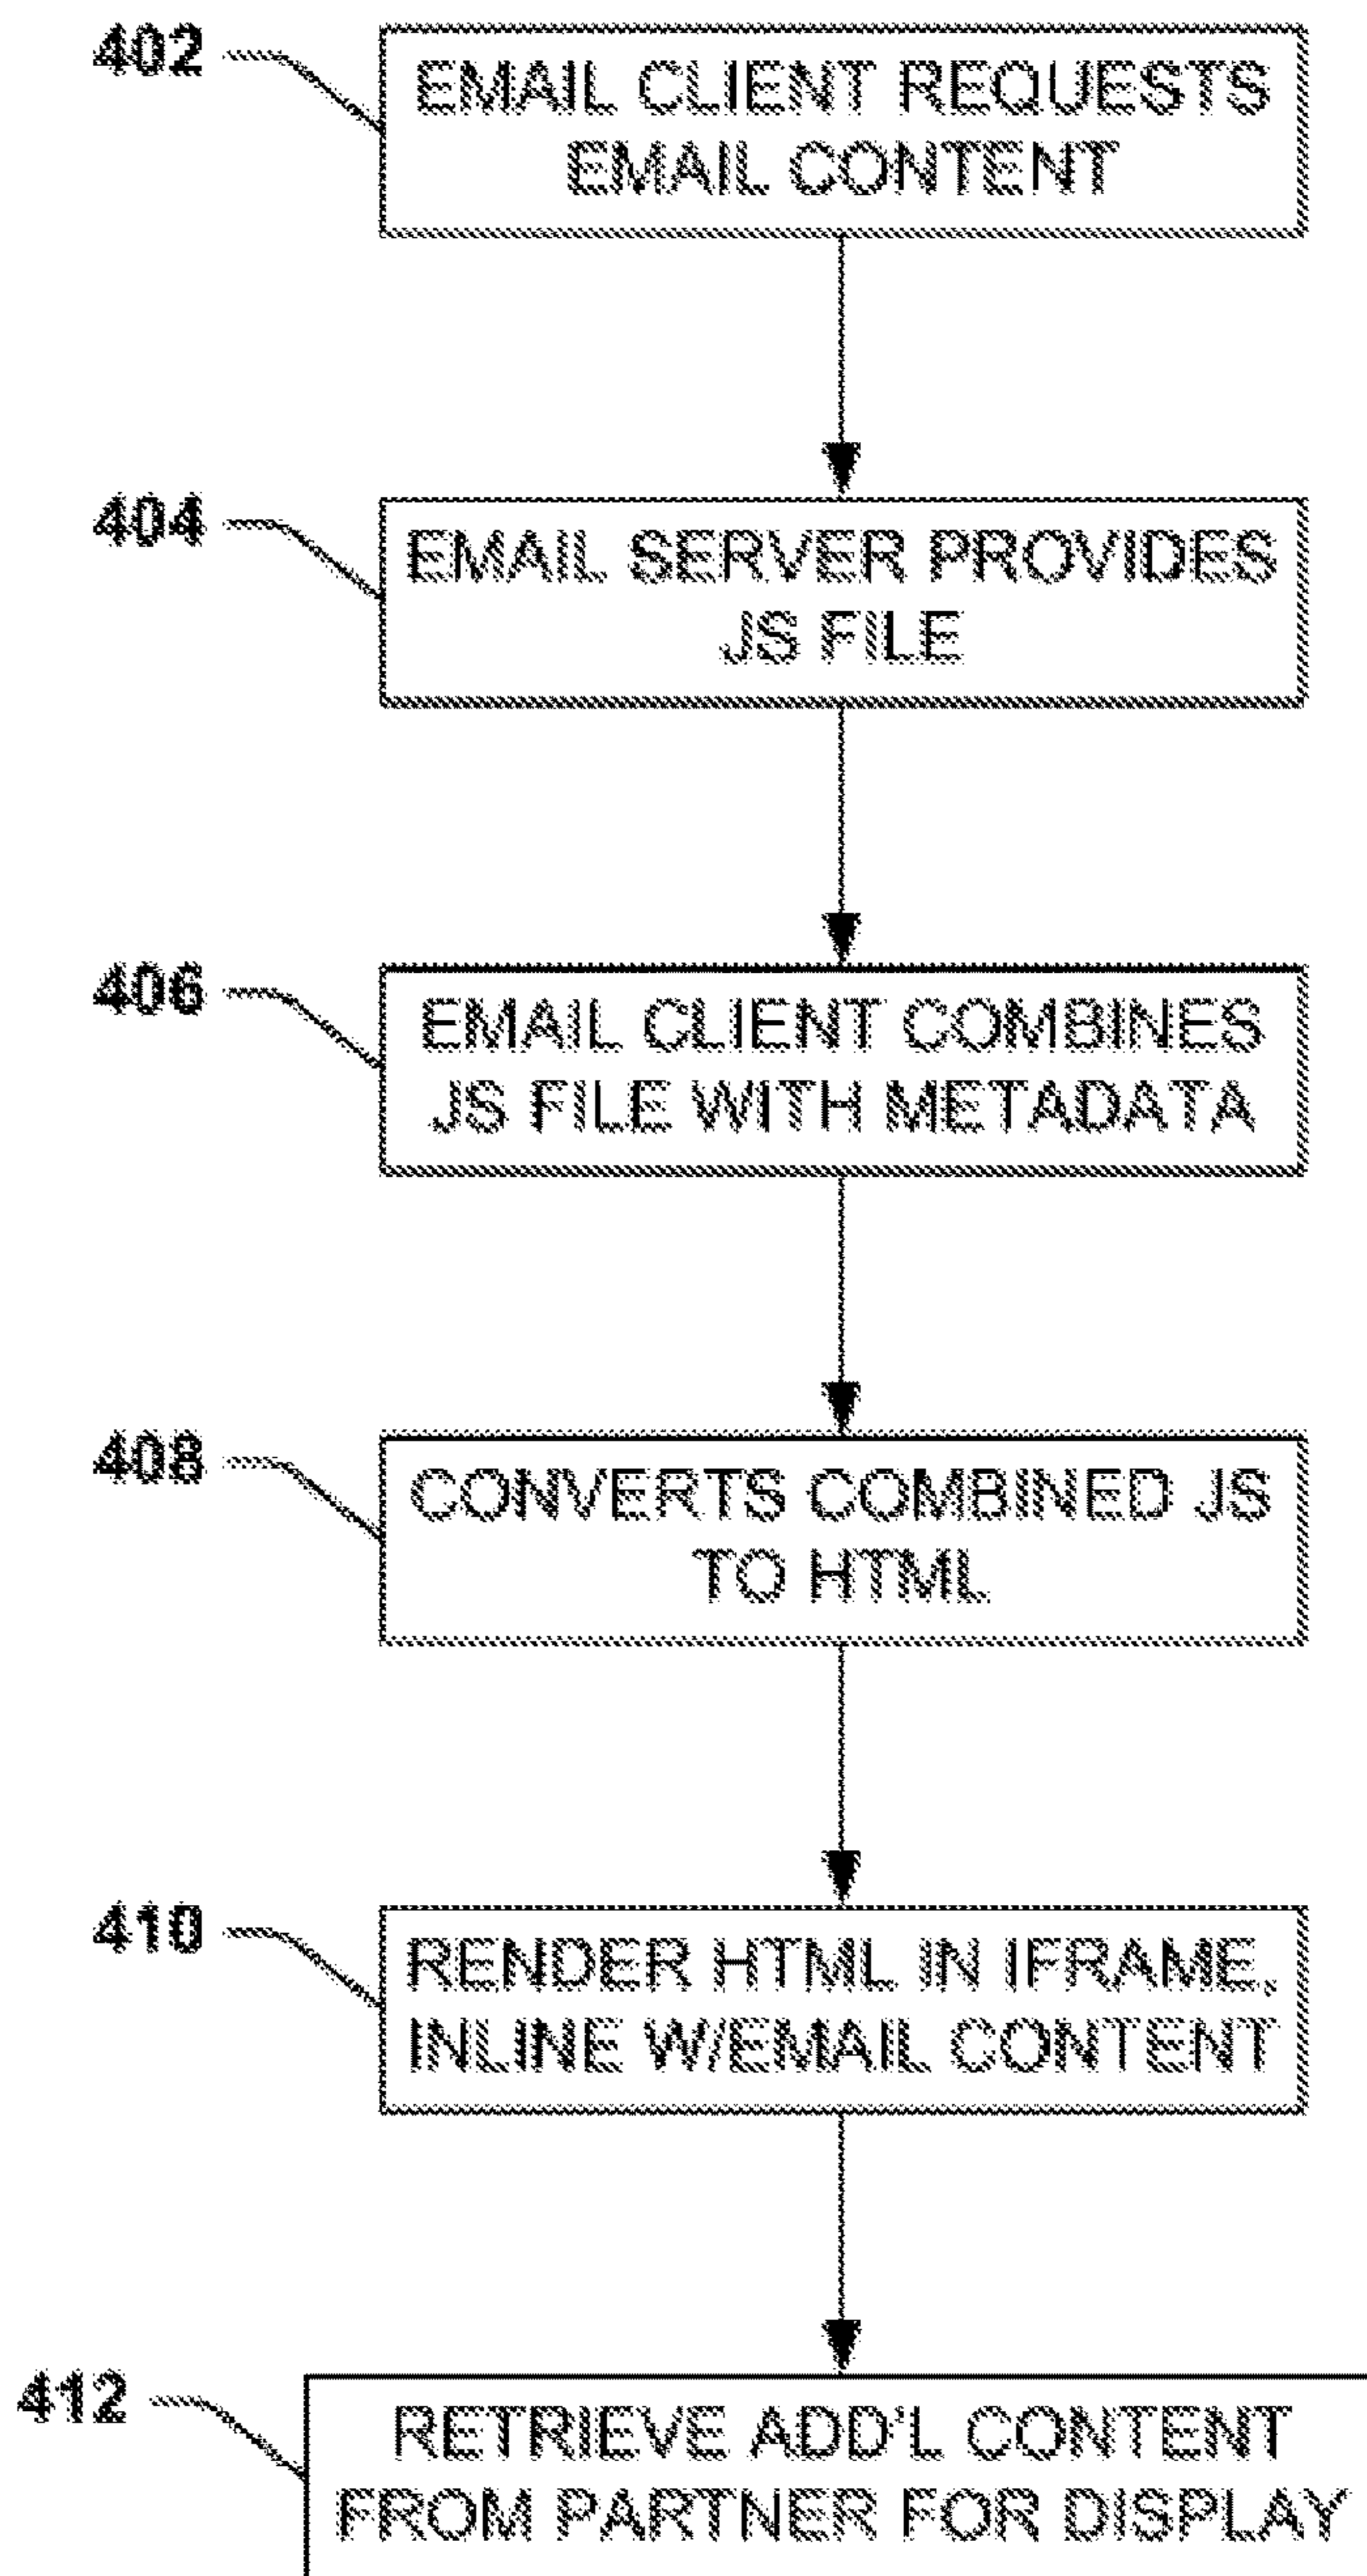 402
EMAIL CLIENT REQUESTS
EMAIL CONTENT
404
EMAIL SERVER PROVIDES
JS FILE
406
EMAIL CLIENT COMBINES
JS FILE WITH METADATA
408
CONVERTS COMBINED JS
TO HTML
410
RENDER HTML IN IFRAME,
INLINE W/EMAIL CONTENT
412
RETRIEVE ADD'L CONTENT
FROM PARTNER FOR DISPLAY